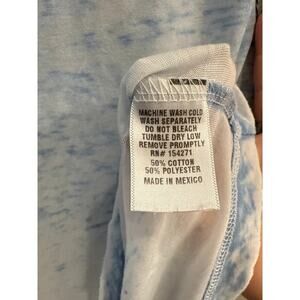 MACHINE WASH COLD
WASH SEPARATELY
DO NOT BLEACH
TUMBLE DRY LOW
REMOVE PROMPTLY
RN# 154271
50% COTTON
50% POLYESTER
MADE IN MEXICO